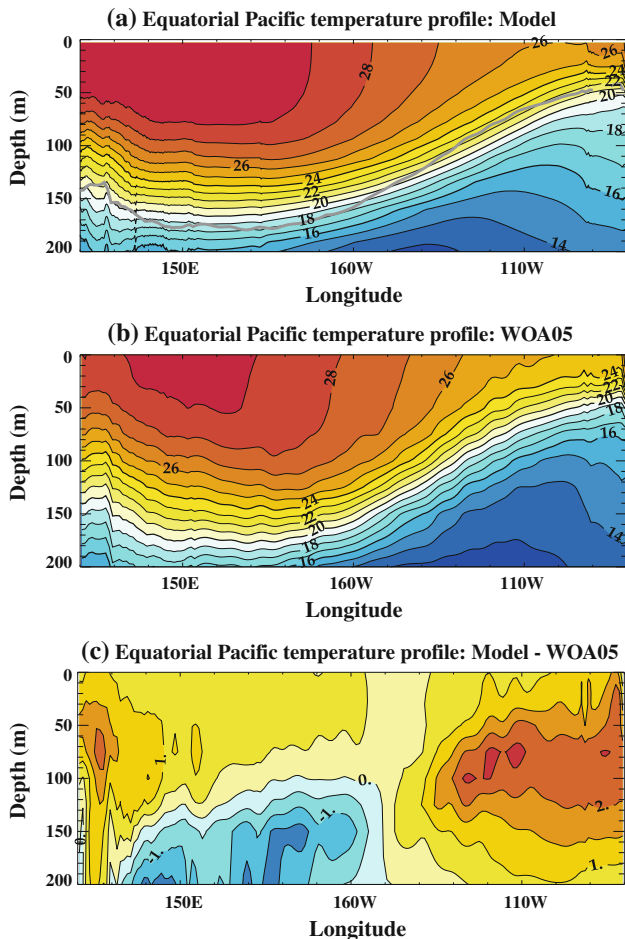 (a) Equatorial Pacific temperature profile: Model
0
50
100
150
200
Depth (m)
28
26
26
24
22
20
18
16
14
26
24
22
20
18
16
150E
160W
110W
Longitude
(b) Equatorial Pacific temperature profile: WOA05
0
50
100
150
200
Depth (m)
28
26
24
22
20
18
16
14
26
24
22
20
18
16
150E
160W
110W
Longitude
(c) Equatorial Pacific temperature profile: Model - WOA05
0
50
100
150
200
Depth (m)
1.
0.
0.
-1.
-1.
2.
1.
150E
160W
110W
Longitude